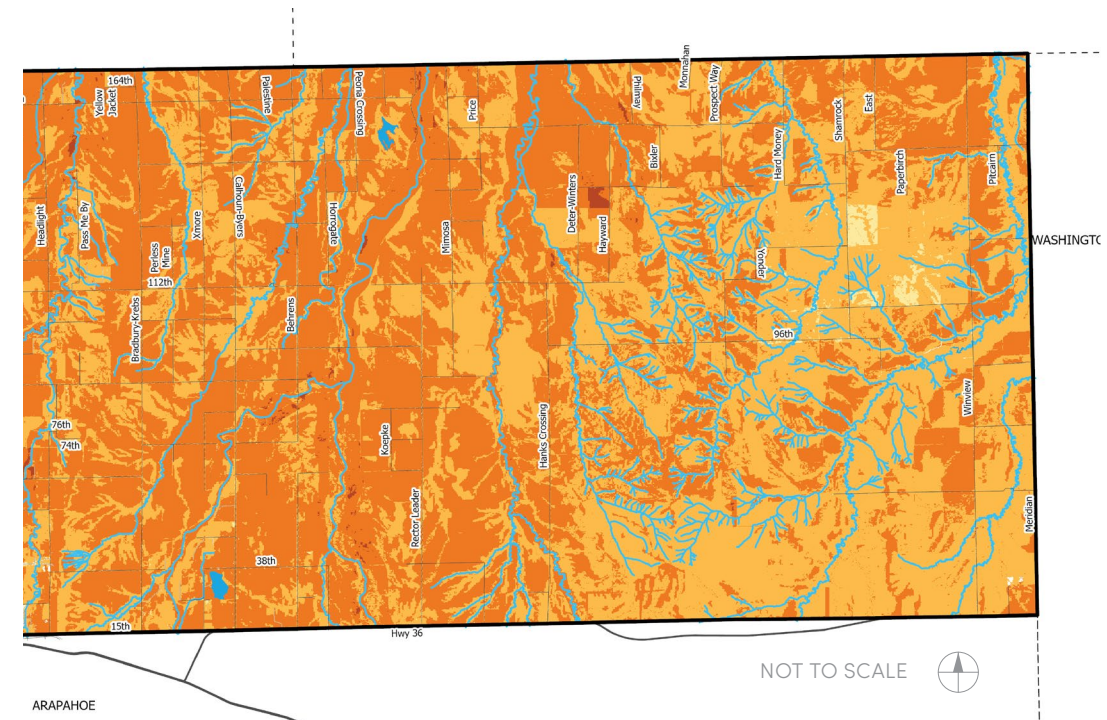 Monnahan
164th
Yellow
Jacket
Palestine
Peoria Crossing
Price
Philmay
Prospect Way
Shamrock
East
Bixler
Hard Money
Paperbirch
Pitcairn
Headlight
Pass Me By
Xmore
Calhoun-Byers
Horrogate
Mimosa
Deter-Winters
Hayward
WASHINGTO
Perless
Mine
Yonder
112th
Bradbury-Krebs
Behrens
96th
Winview
76th
74th
Koepke
Hanks Crossing
Rector Leader
Meridian
38th
15th
Hwy 36
NOT TO SCALE
ARAPAHOE